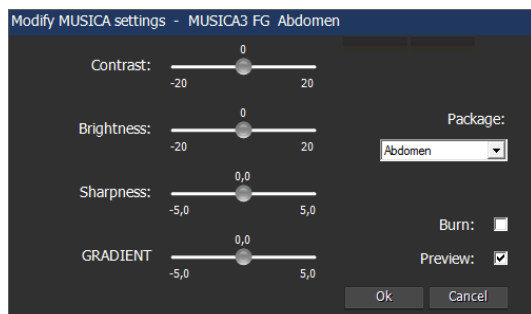 Modify MUSICA settings - MUSICA3 FG Abdomen
0
Contrast:
-20 20
0
Brightness:
-20 20
Package:
Abdomen
0,0
Sharpness:
-5,0 5,0
Burn:
0,0
GRADIENT
Preview:
-5,0 5,0
Ok Cancel